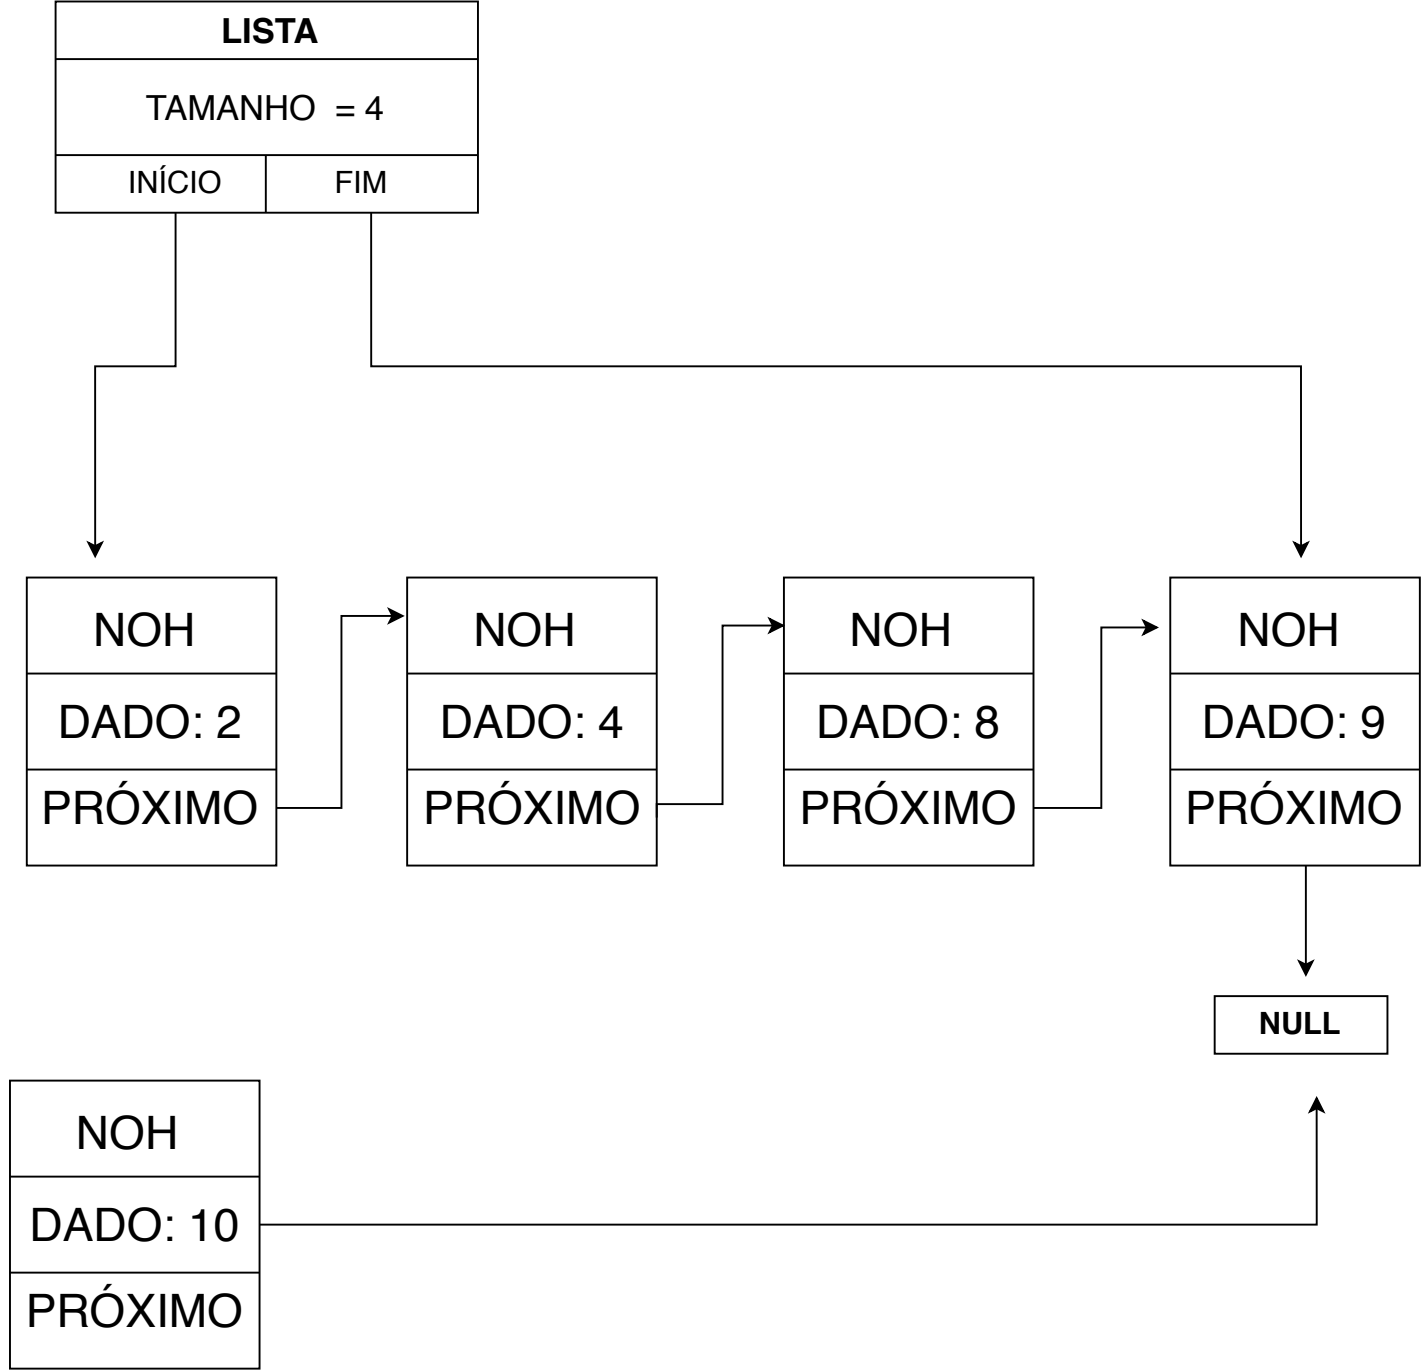 LISTA
TAMANHO = 4
INÍCIO FIM
NOH NOH NOH NOH
DADO: 2 DADO: 4 DADO: 8 DADO: 9
PRÓXIMO PRÓXIMO PRÓXIMO PRÓXIMO
NULL
NOH
DADO: 10
PRÓXIMO